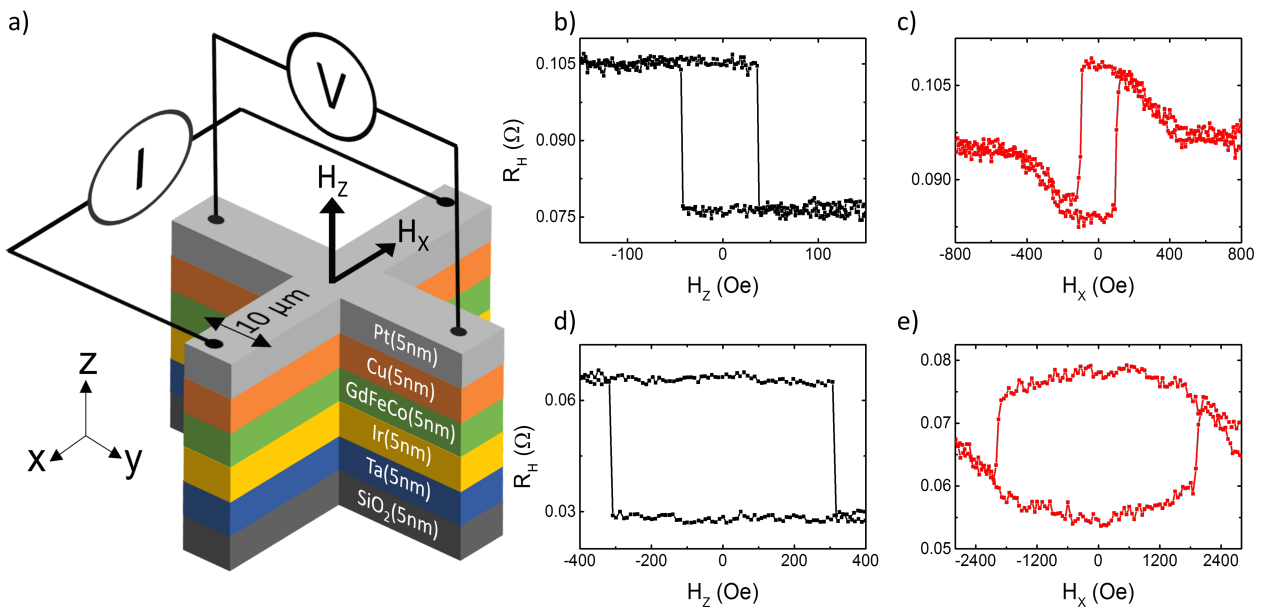 a)
V
I
H_Z
H_X
10 μm
Pt(5nm)
Cu(5nm)
GdFeCo(5nm)
Ir(5nm)
Ta(5nm)
SiO₂(5nm)
z
x
y
b)
0.105
0.090
0.075
R_H (Ω)
-100 0 100
H_Z (Oe)
c)
0.105
0.090
-800 -400 0 400 800
H_X (Oe)
d)
0.06
0.03
R_H (Ω)
-400 -200 0 200 400
H_Z (Oe)
e)
0.08
0.07
0.06
0.05
-2400 -1200 0 1200 2400
H_X (Oe)